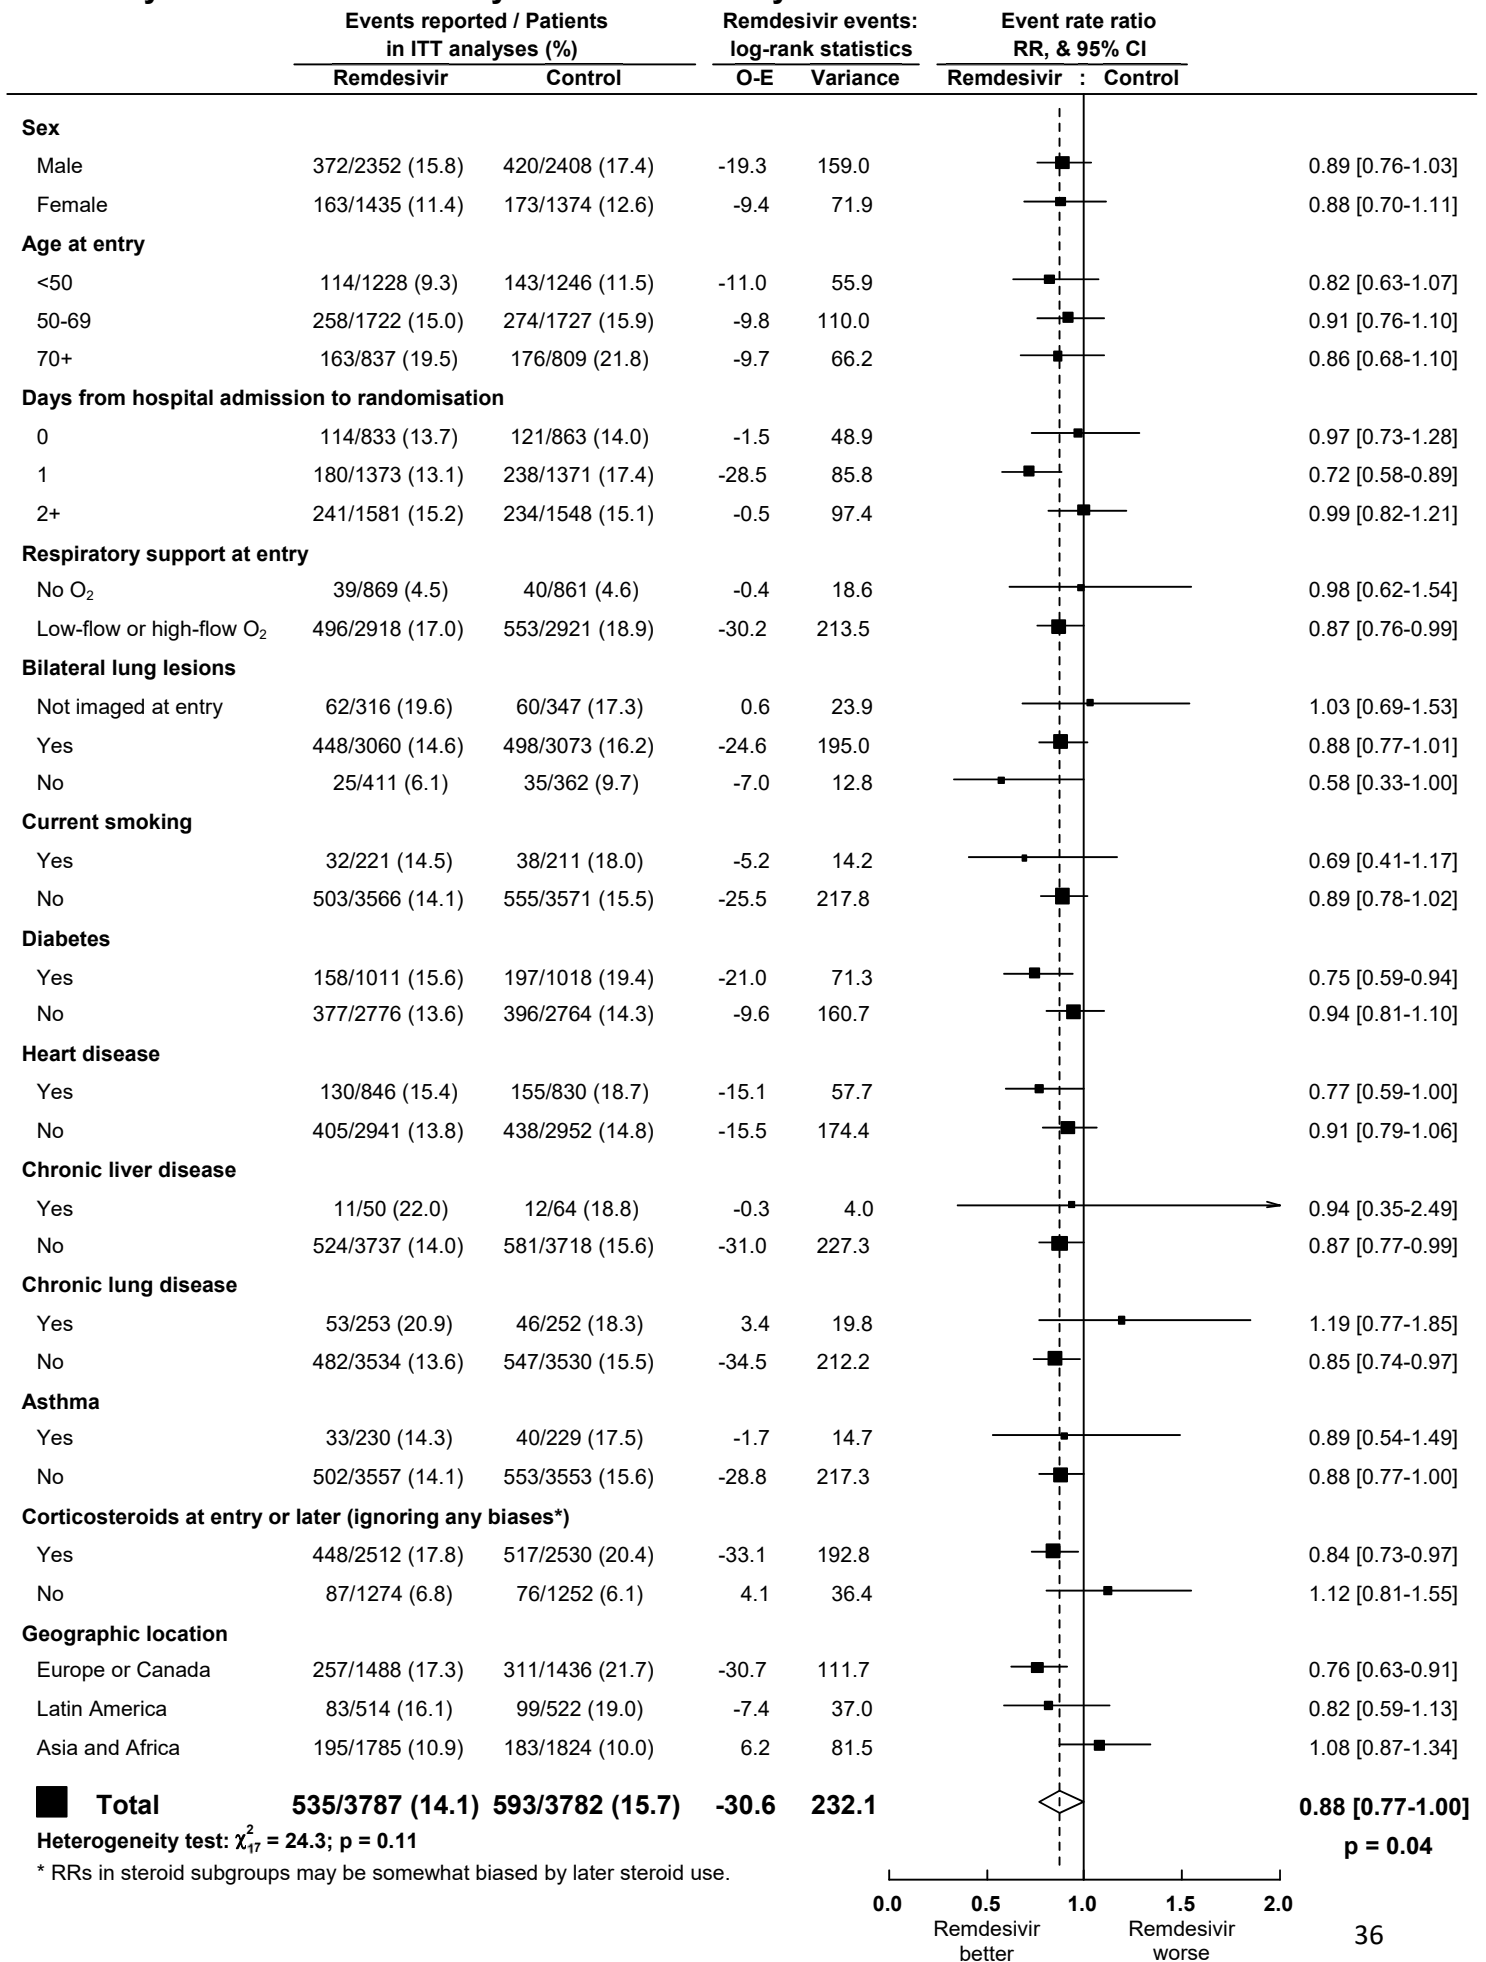 Events reported / Patients Remdesivir events: Event rate ratio
in ITT analyses (%) log-rank statistics RR, & 95% CI
Remdesivir Control O-E Variance Remdesivir : Control
Sex
Male 372/2352 (15.8) 420/2408 (17.4) -19.3 159.0 0.89 [0.76-1.03]
Female 163/1435 (11.4) 173/1374 (12.6) -9.4 71.9 0.88 [0.70-1.11]
Age at entry
<50 114/1228 (9.3) 143/1246 (11.5) -11.0 55.9 0.82 [0.63-1.07]
50-69 258/1722 (15.0) 274/1727 (15.9) -9.8 110.0 0.91 [0.76-1.10]
70+ 163/837 (19.5) 176/809 (21.8) -9.7 66.2 0.86 [0.68-1.10]
Days from hospital admission to randomisation
0 114/833 (13.7) 121/863 (14.0) -1.5 48.9 0.97 [0.73-1.28]
1 180/1373 (13.1) 238/1371 (17.4) -28.5 85.8 0.72 [0.58-0.89]
2+ 241/1581 (15.2) 234/1548 (15.1) -0.5 97.4 0.99 [0.82-1.21]
Respiratory support at entry
No O₂ 39/869 (4.5) 40/861 (4.6) -0.4 18.6 0.98 [0.62-1.54]
Low-flow or high-flow O₂ 496/2918 (17.0) 553/2921 (18.9) -30.2 213.5 0.87 [0.76-0.99]
Bilateral lung lesions
Not imaged at entry 62/316 (19.6) 60/347 (17.3) 0.6 23.9 1.03 [0.69-1.53]
Yes 448/3060 (14.6) 498/3073 (16.2) -24.6 195.0 0.88 [0.77-1.01]
No 25/411 (6.1) 35/362 (9.7) -7.0 12.8 0.58 [0.33-1.00]
Current smoking
Yes 32/221 (14.5) 38/211 (18.0) -5.2 14.2 0.69 [0.41-1.17]
No 503/3566 (14.1) 555/3571 (15.5) -25.5 217.8 0.89 [0.78-1.02]
Diabetes
Yes 158/1011 (15.6) 197/1018 (19.4) -21.0 71.3 0.75 [0.59-0.94]
No 377/2776 (13.6) 396/2764 (14.3) -9.6 160.7 0.94 [0.81-1.10]
Heart disease
Yes 130/846 (15.4) 155/830 (18.7) -15.1 57.7 0.77 [0.59-1.00]
No 405/2941 (13.8) 438/2952 (14.8) -15.5 174.4 0.91 [0.79-1.06]
Chronic liver disease
Yes 11/50 (22.0) 12/64 (18.8) -0.3 4.0 0.94 [0.35-2.49]
No 524/3737 (14.0) 581/3718 (15.6) -31.0 227.3 0.87 [0.77-0.99]
Chronic lung disease
Yes 53/253 (20.9) 46/252 (18.3) 3.4 19.8 1.19 [0.77-1.85]
No 482/3534 (13.6) 547/3530 (15.5) -34.5 212.2 0.85 [0.74-0.97]
Asthma
Yes 33/230 (14.3) 40/229 (17.5) -1.7 14.7 0.89 [0.54-1.49]
No 502/3557 (14.1) 553/3553 (15.6) -28.8 217.3 0.88 [0.77-1.00]
Corticosteroids at entry or later (ignoring any biases*)
Yes 448/2512 (17.8) 517/2530 (20.4) -33.1 192.8 0.84 [0.73-0.97]
No 87/1274 (6.8) 76/1252 (6.1) 4.1 36.4 1.12 [0.81-1.55]
Geographic location
Europe or Canada 257/1488 (17.3) 311/1436 (21.7) -30.7 111.7 0.76 [0.63-0.91]
Latin America 83/514 (16.1) 99/522 (19.0) -7.4 37.0 0.82 [0.59-1.13]
Asia and Africa 195/1785 (10.9) 183/1824 (10.0) 6.2 81.5 1.08 [0.87-1.34]
Total 535/3787 (14.1) 593/3782 (15.7) -30.6 232.1 0.88 [0.77-1.00]
Heterogeneity test: χ²₁₇ = 24.3; p = 0.11 p = 0.04
* RRs in steroid subgroups may be somewhat biased by later steroid use.
0.0 0.5 1.0 1.5 2.0
Remdesivir Remdesivir
better worse
36